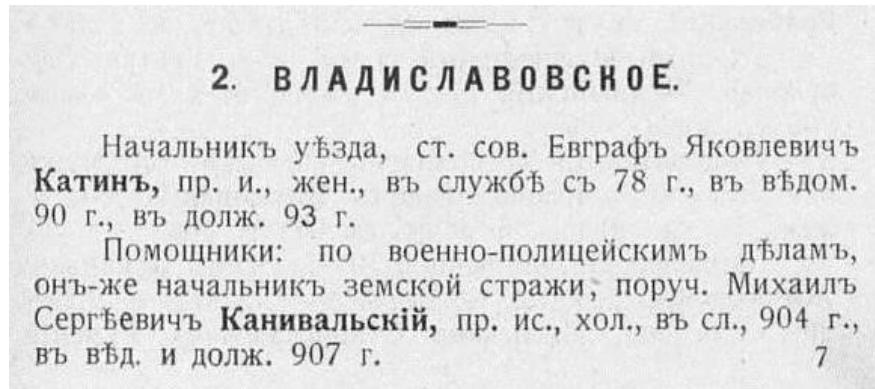 2. ВЛАДИСЛАВОВСКОЕ.
Начальникъ уѣзда, ст. сов. Евграфъ Яковлевичъ
Катинъ, пр. и., жен., въ службѣ съ 78 г., въ вѣдом.
90 г., въ долж. 93 г.
Помощники: по военно-полицейскимъ дѣламъ,
онъ-же начальникъ земской стражи, поруч. Михаилъ
Сергѣевичъ Канивальскій, пр. ис., хол., въ сл., 904 г.,
въ вѣд. и долж. 907 г.
7